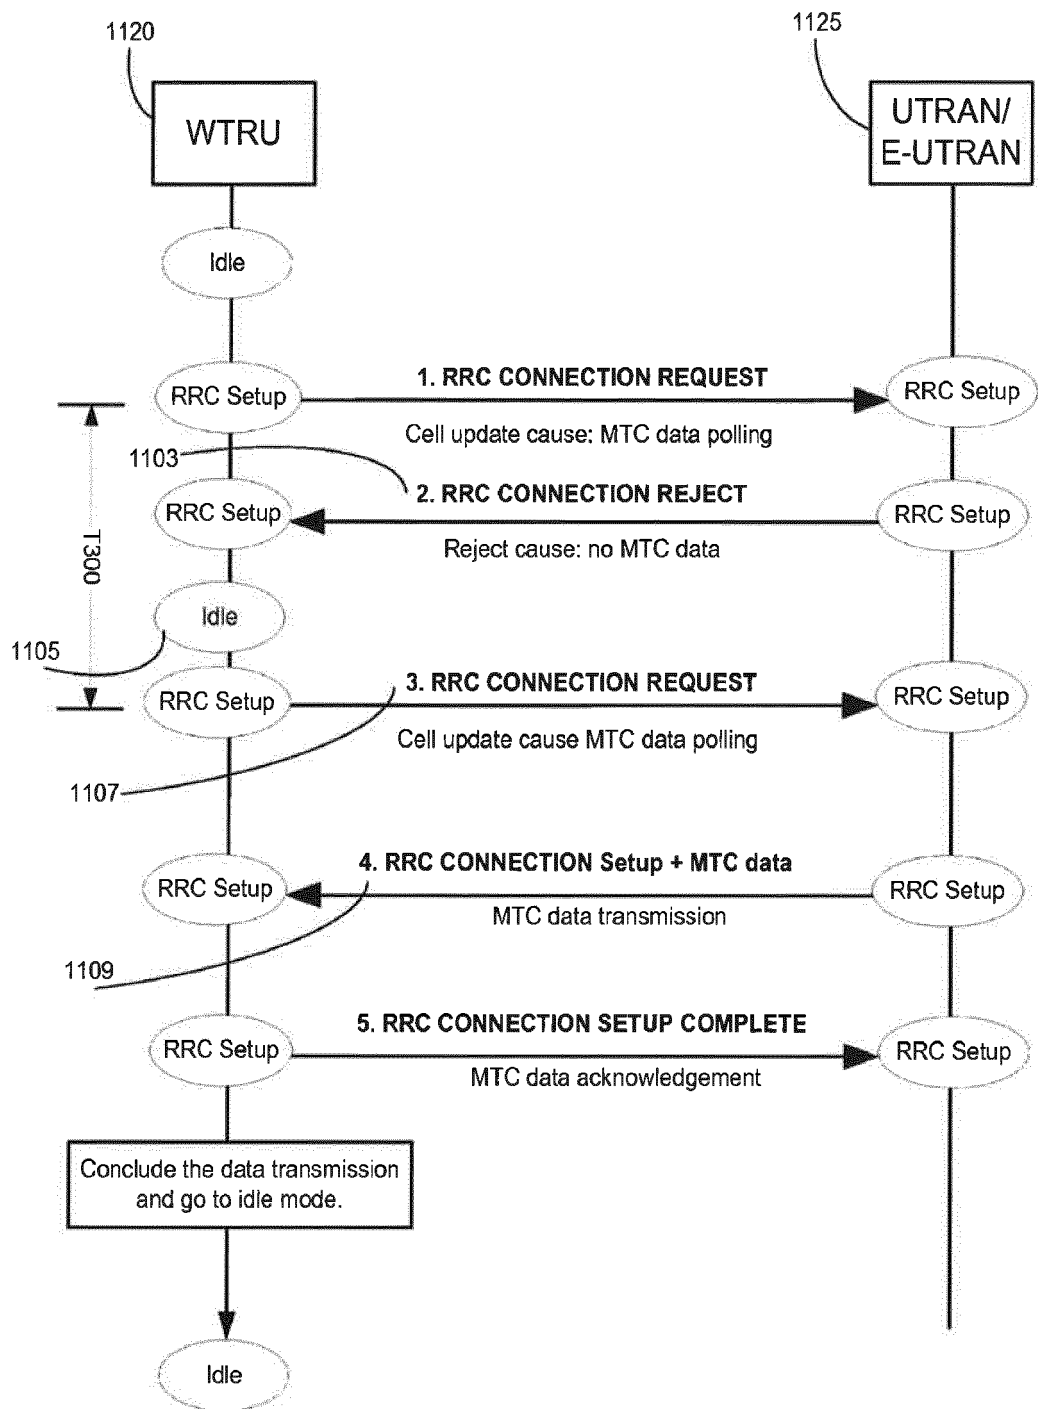 1120
1125
WTRU
UTRAN/
E-UTRAN
Idle
RRC Setup
1. RRC CONNECTION REQUEST
RRC Setup
Cell update cause: MTC data polling
1103
RRC Setup
2. RRC CONNECTION REJECT
RRC Setup
Reject cause: no MTC data
T300
Idle
1105
RRC Setup
3. RRC CONNECTION REQUEST
RRC Setup
Cell update cause MTC data polling
1107
RRC Setup
4. RRC CONNECTION Setup + MTC data
RRC Setup
MTC data transmission
1109
RRC Setup
5. RRC CONNECTION SETUP COMPLETE
RRC Setup
MTC data acknowledgement
Conclude the data transmission
and go to idle mode.
Idle